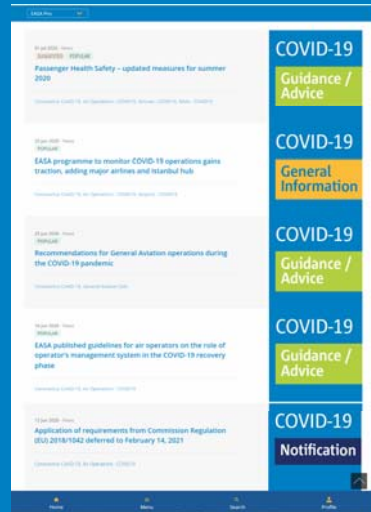 EASA Pro
COVID-19
Guidance /
Advice
POPULAR
Passenger Health Safety – updated measures for summer
2020
COVID-19
General
Information
POPULAR
EASA programme to monitor COVID-19 operations gains
traction, adding major airlines and Istanbul hub
COVID-19
Guidance /
Advice
POPULAR
Recommendations for General Aviation operations during
the COVID-19 pandemic
COVID-19
Guidance /
Advice
POPULAR
EASA published guidelines for air operators on the role of
operator's management system in the COVID-19 recovery
phase
COVID-19
Notification
Application of requirements from Commission Regulation
(EU) 2018/1042 deferred to February 14, 2021
Home
Menu
Search
Profile